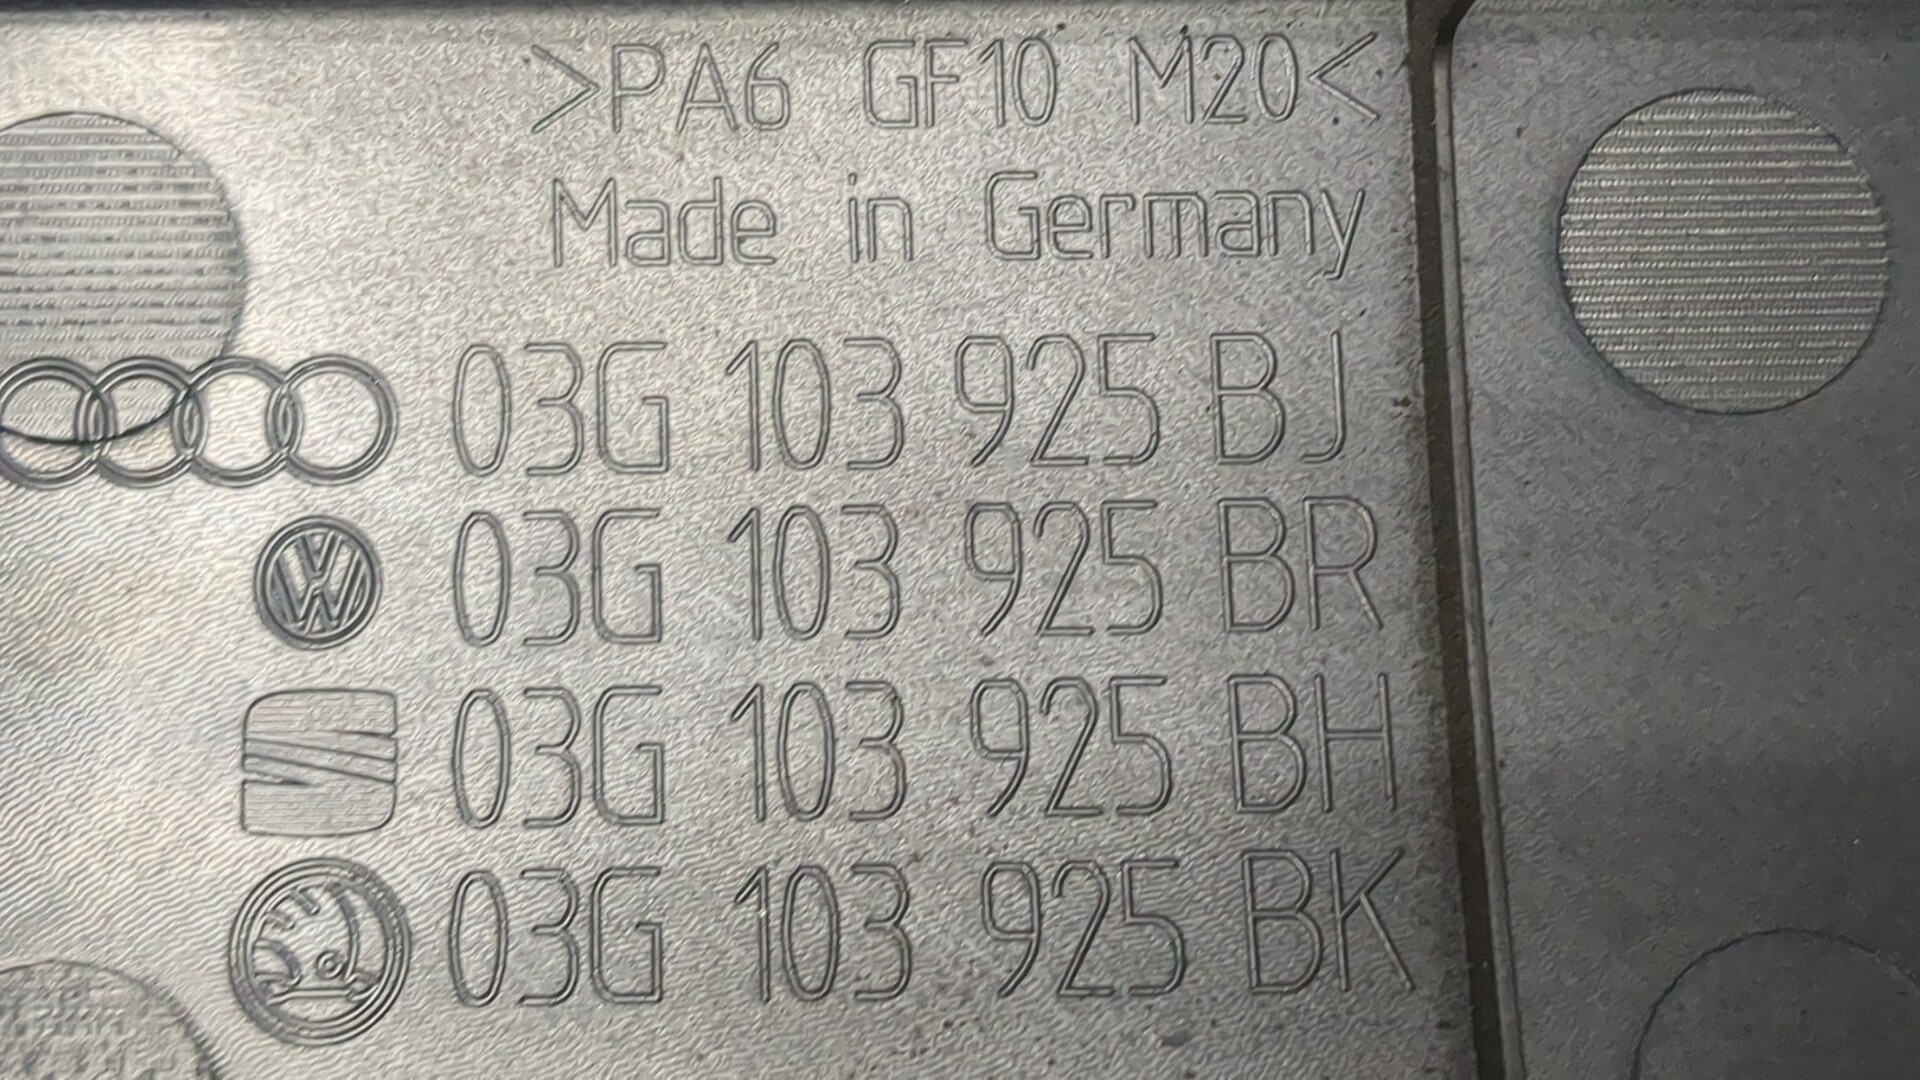 >PA6 GF10 M20<
Made in Germany
03G 103 925 BJ
03G 103 925 BR
03G 103 925 BH
03G 103 925 BK